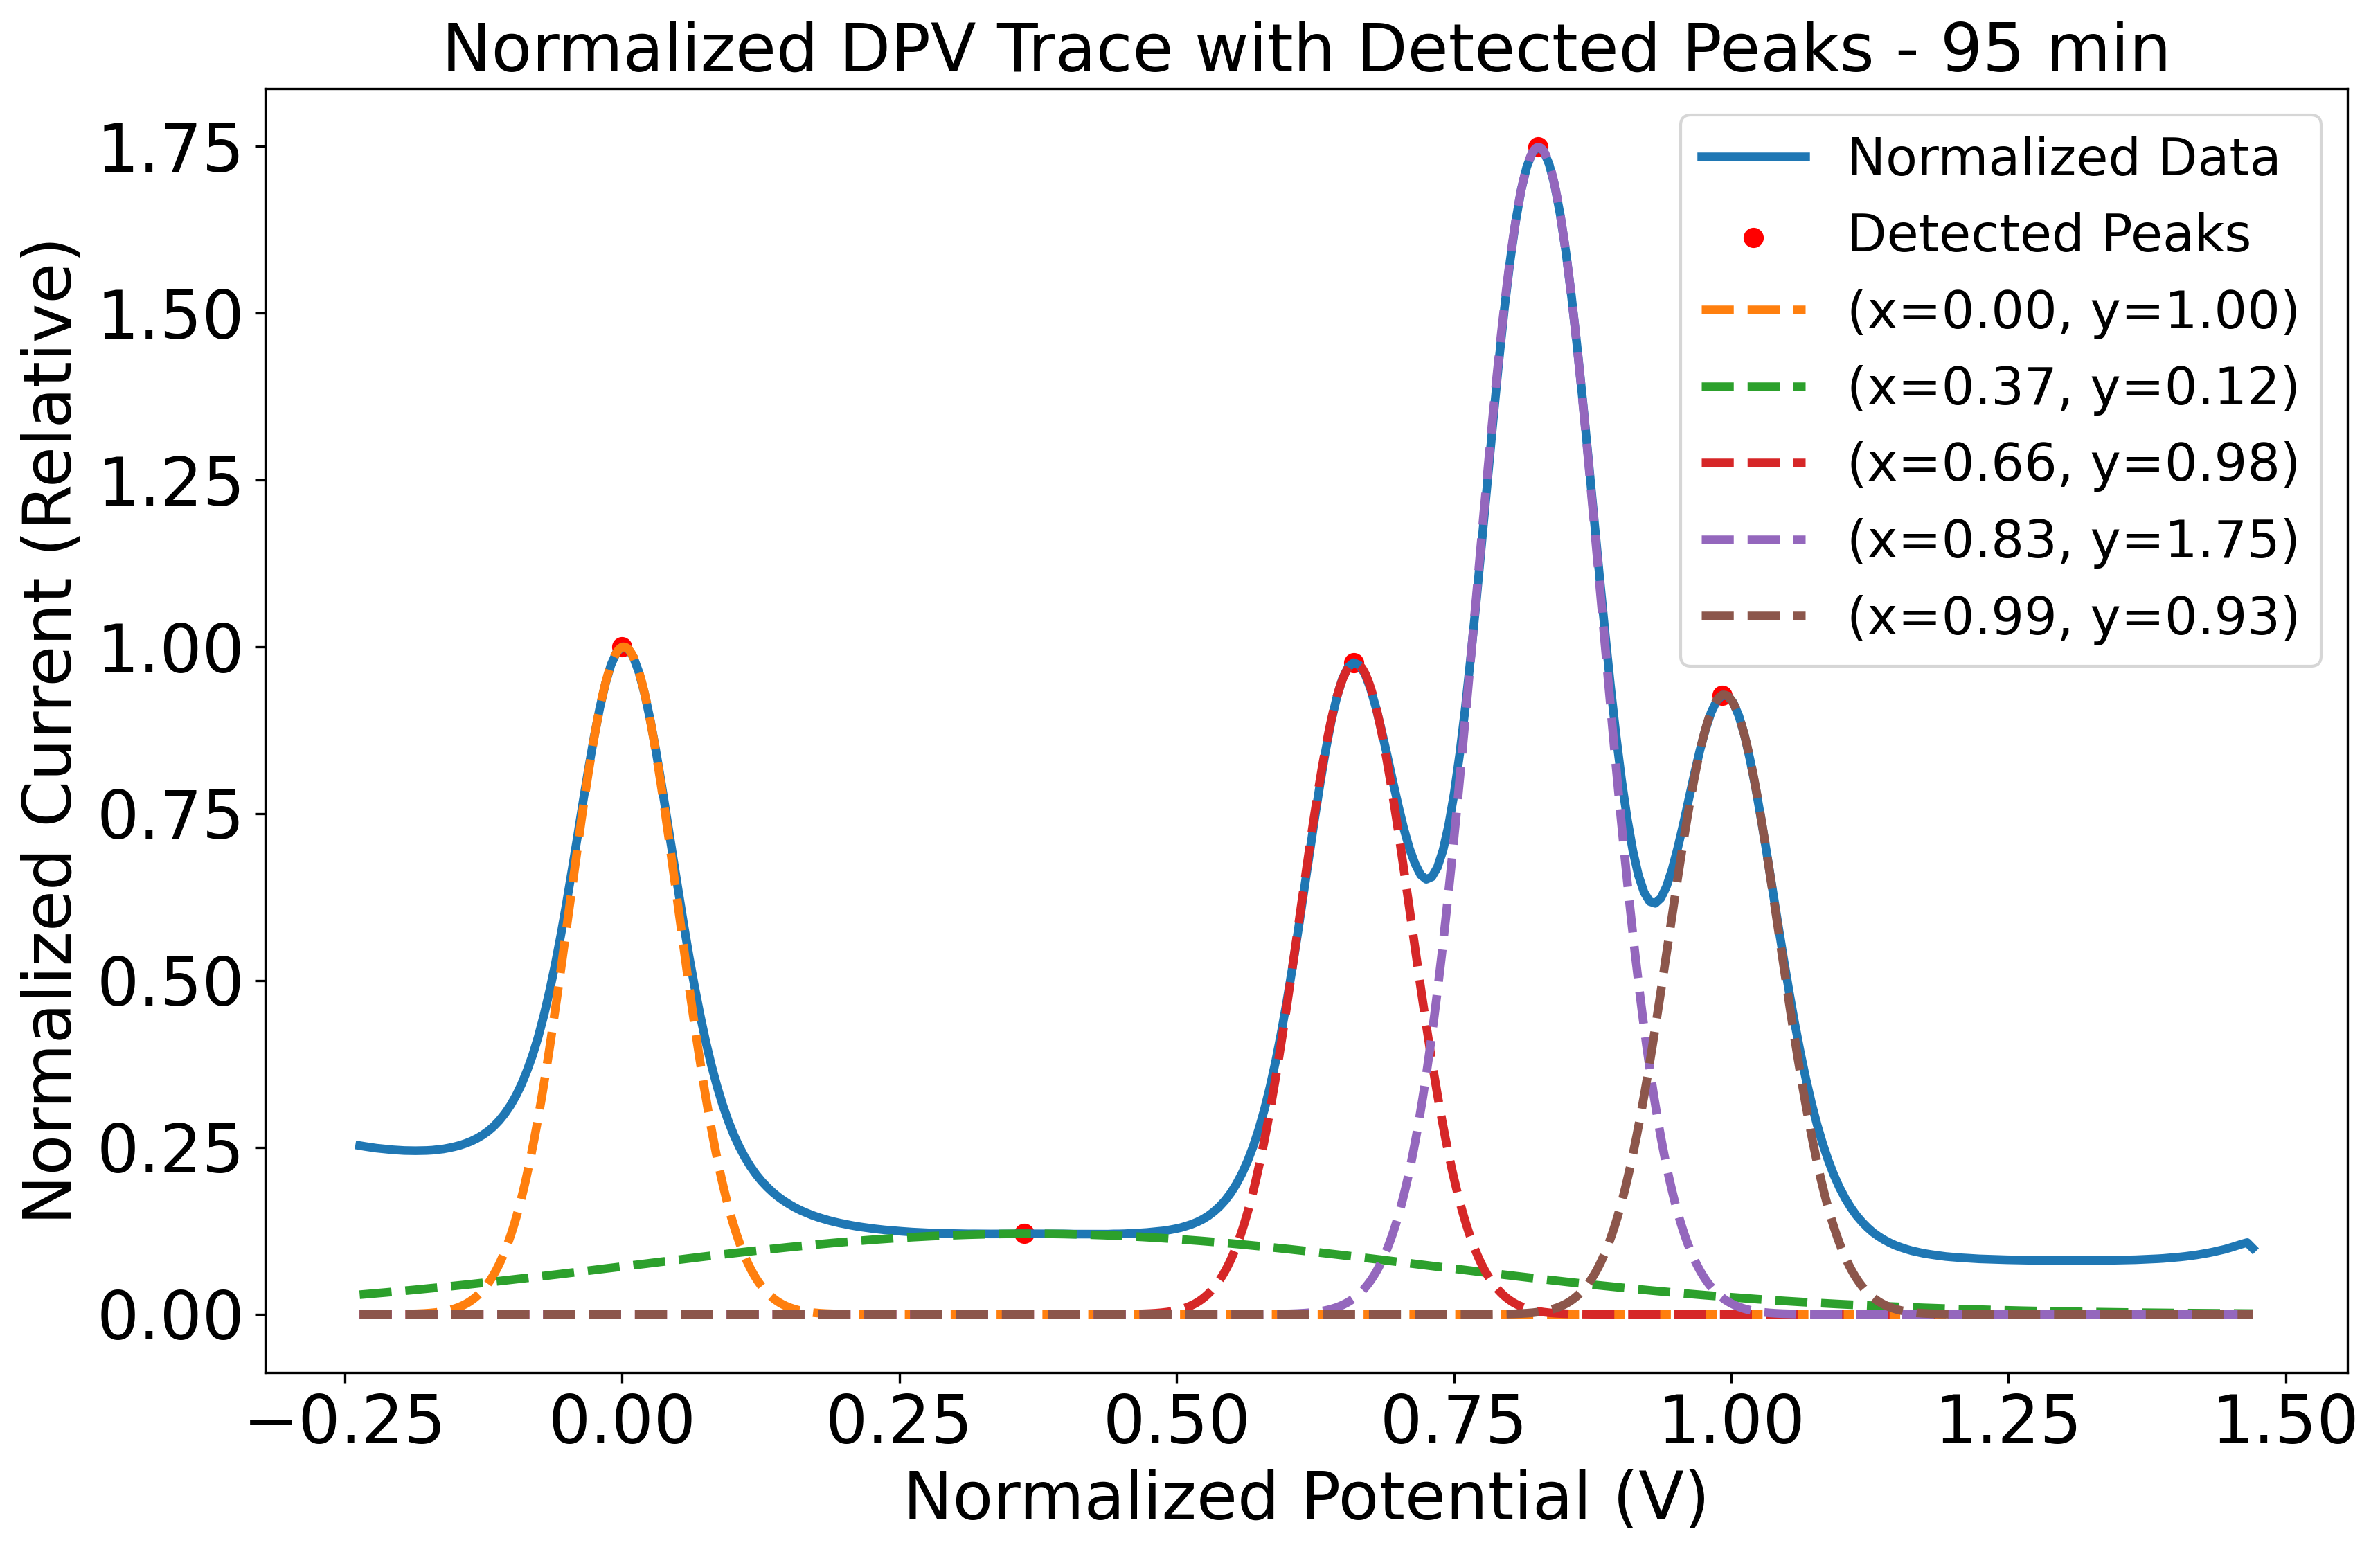 Normalized DPV Trace with Detected Peaks - 95 min
Normalized Current (Relative)
1.75
1.50
1.25
1.00
0.75
0.50
0.25
0.00
Normalized Data
Detected Peaks
(x=0.00, y=1.00)
(x=0.37, y=0.12)
(x=0.66, y=0.98)
(x=0.83, y=1.75)
(x=0.99, y=0.93)
−0.25 0.00 0.25 0.50 0.75 1.00 1.25 1.50
Normalized Potential (V)